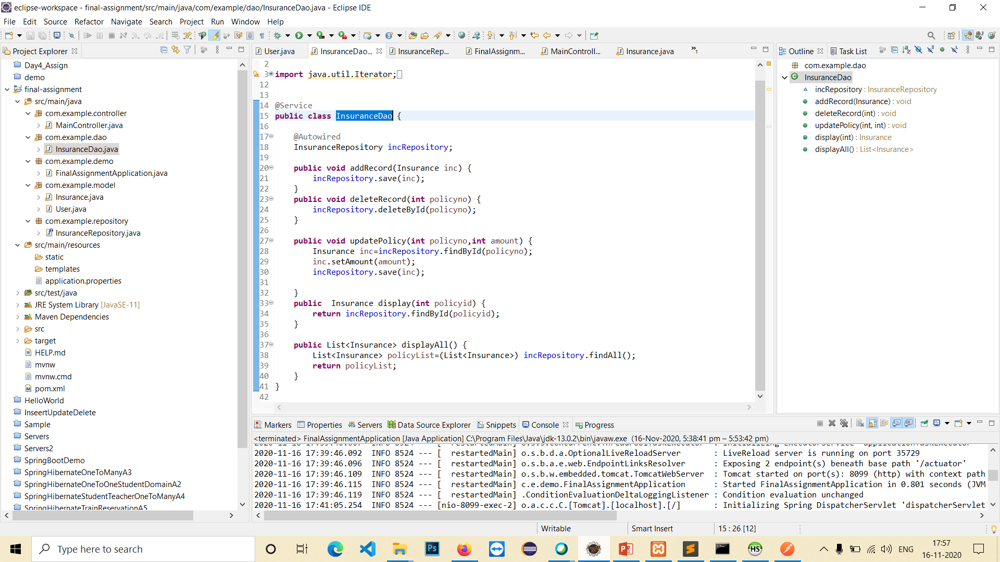 eclipse-workspace - final-assignment/src/main/java/com/example/dao/InsuranceDao.java - Eclipse IDE
File Edit Source Refactor Navigate Search Project Run Window Help
Project Explorer
Day4_Assign
demo
final-assignment
src/main/java
com.example.controller
MainController.java
com.example.dao
InsuranceDao.java
com.example.demo
FinalAssignmentApplication.java
com.example.model
Insurance.java
User.java
com.example.repository
InsuranceRepository.java
src/main/resources
static
templates
application.properties
src/test/java
JRE System Library [JavaSE-11]
Maven Dependencies
src
target
HELP.md
mvnw
mvnw.cmd
pom.xml
HelloWorld
InseertUpdateDelete
Sample
Servers
Servers2
SpringBootDemo
SpringHibernateOneToManyA3
SpringHibernateOneToOneStudentDomainA2
SpringHibernateStudentTeacherOneToManyA4
SpringHibernateTrainReservationA5
User.java InsuranceDao... InsuranceRep... FinalAssignm... MainControll... Insurance.java »1
2
3 import java.util.Iterator;
12
13
14 @Service
15 public class InsuranceDao {
16
17 @Autowired
18 InsuranceRepository incRepository;
19
20 public void addRecord(Insurance inc) {
21 incRepository.save(inc);
22 }
23 public void deleteRecord(int policyno) {
24 incRepository.deleteById(policyno);
25 }
26
27 public void updatePolicy(int policyno,int amount) {
28 Insurance inc=incRepository.findById(policyno);
29 inc.setAmount(amount);
30 incRepository.save(inc);
31
32 }
33 public  Insurance display(int policyid) {
34 return incRepository.findById(policyid);
35 }
36
37 public List<Insurance> displayAll() {
38 List<Insurance> policyList=(List<Insurance>) incRepository.findAll();
39 return policyList;
40 }
41 }
42
Outline Task List
com.example.dao
InsuranceDao
incRepository : InsuranceRepository
addRecord(Insurance) : void
deleteRecord(int) : void
updatePolicy(int, int) : void
display(int) : Insurance
displayAll() : List<Insurance>
Markers Properties Servers Data Source Explorer Snippets Console Progress
<terminated> FinalAssignmentApplication [Java Application] C:\Program Files\Java\jdk-13.0.2\bin\javaw.exe (16-Nov-2020, 5:38:41 pm – 5:53:42 pm)
2020-11-16 17:39:46.092  INFO 8524 --- [  restartedMain] o.s.b.d.a.OptionalLiveReloadServer       : LiveReload server is running on port 35729
2020-11-16 17:39:46.096  INFO 8524 --- [  restartedMain] o.s.b.a.e.web.EndpointLinksResolver      : Exposing 2 endpoint(s) beneath base path '/actuator'
2020-11-16 17:39:46.109  INFO 8524 --- [  restartedMain] o.s.b.w.embedded.tomcat.TomcatWebServer  : Tomcat started on port(s): 8099 (http) with context path
2020-11-16 17:39:46.115  INFO 8524 --- [  restartedMain] c.e.demo.FinalAssignmentApplication      : Started FinalAssignmentApplication in 0.801 seconds (JVM
2020-11-16 17:39:46.119  INFO 8524 --- [  restartedMain] .ConditionEvaluationDeltaLoggingListener : Condition evaluation unchanged
2020-11-16 17:41:05.254  INFO 8524 --- [nio-8099-exec-2] o.a.c.c.C.[Tomcat].[localhost].[/]       : Initializing Spring DispatcherServlet 'dispatcherServlet'
Writable Smart Insert 15 : 26 [12]
Type here to search
Ps
HS
ENG
17:57
16-11-2020